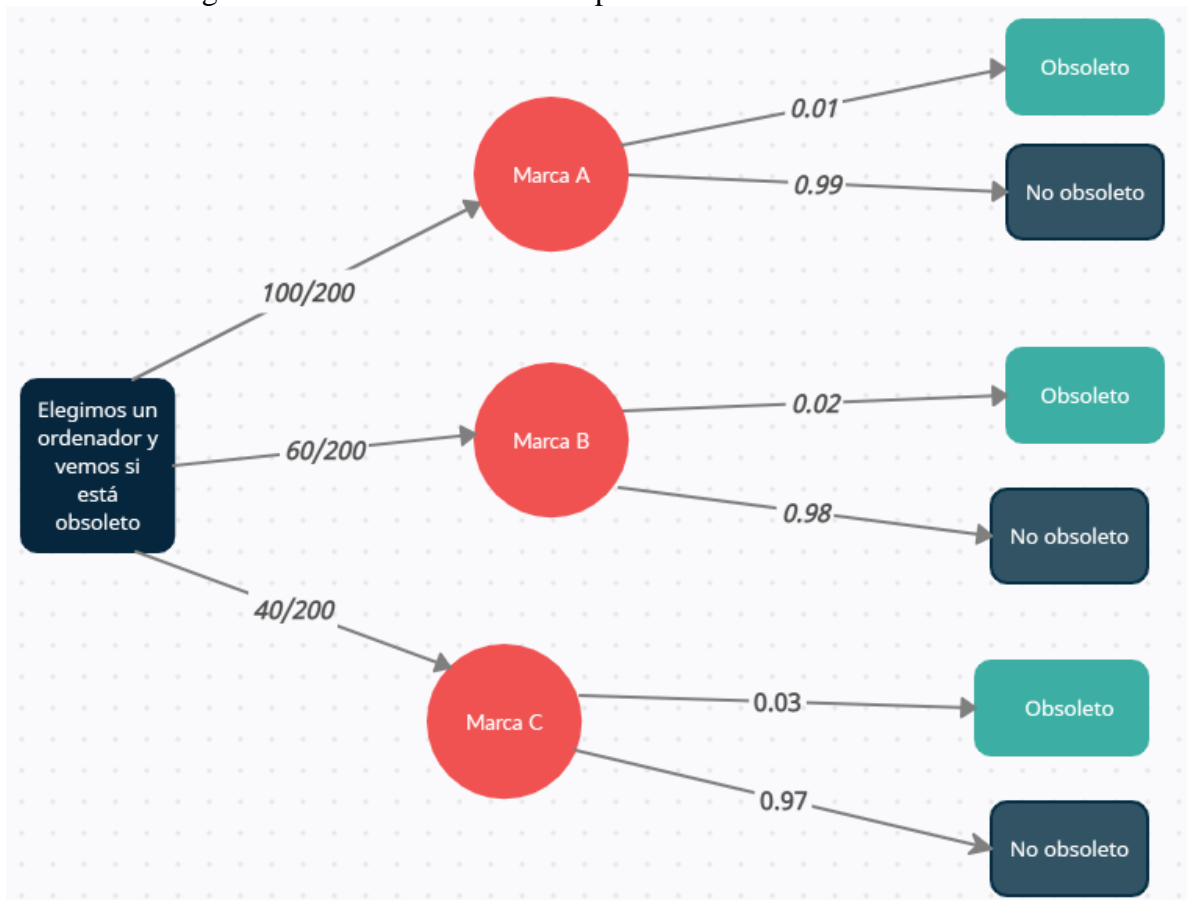 Obsoleto
0.01
Marca A
0.99
No obsoleto
100/200
Elegimos un
ordenador y
vemos si
está
obsoleto
60/200
Marca B
0.02
Obsoleto
0.98
No obsoleto
40/200
Marca C
0.03
Obsoleto
0.97
No obsoleto